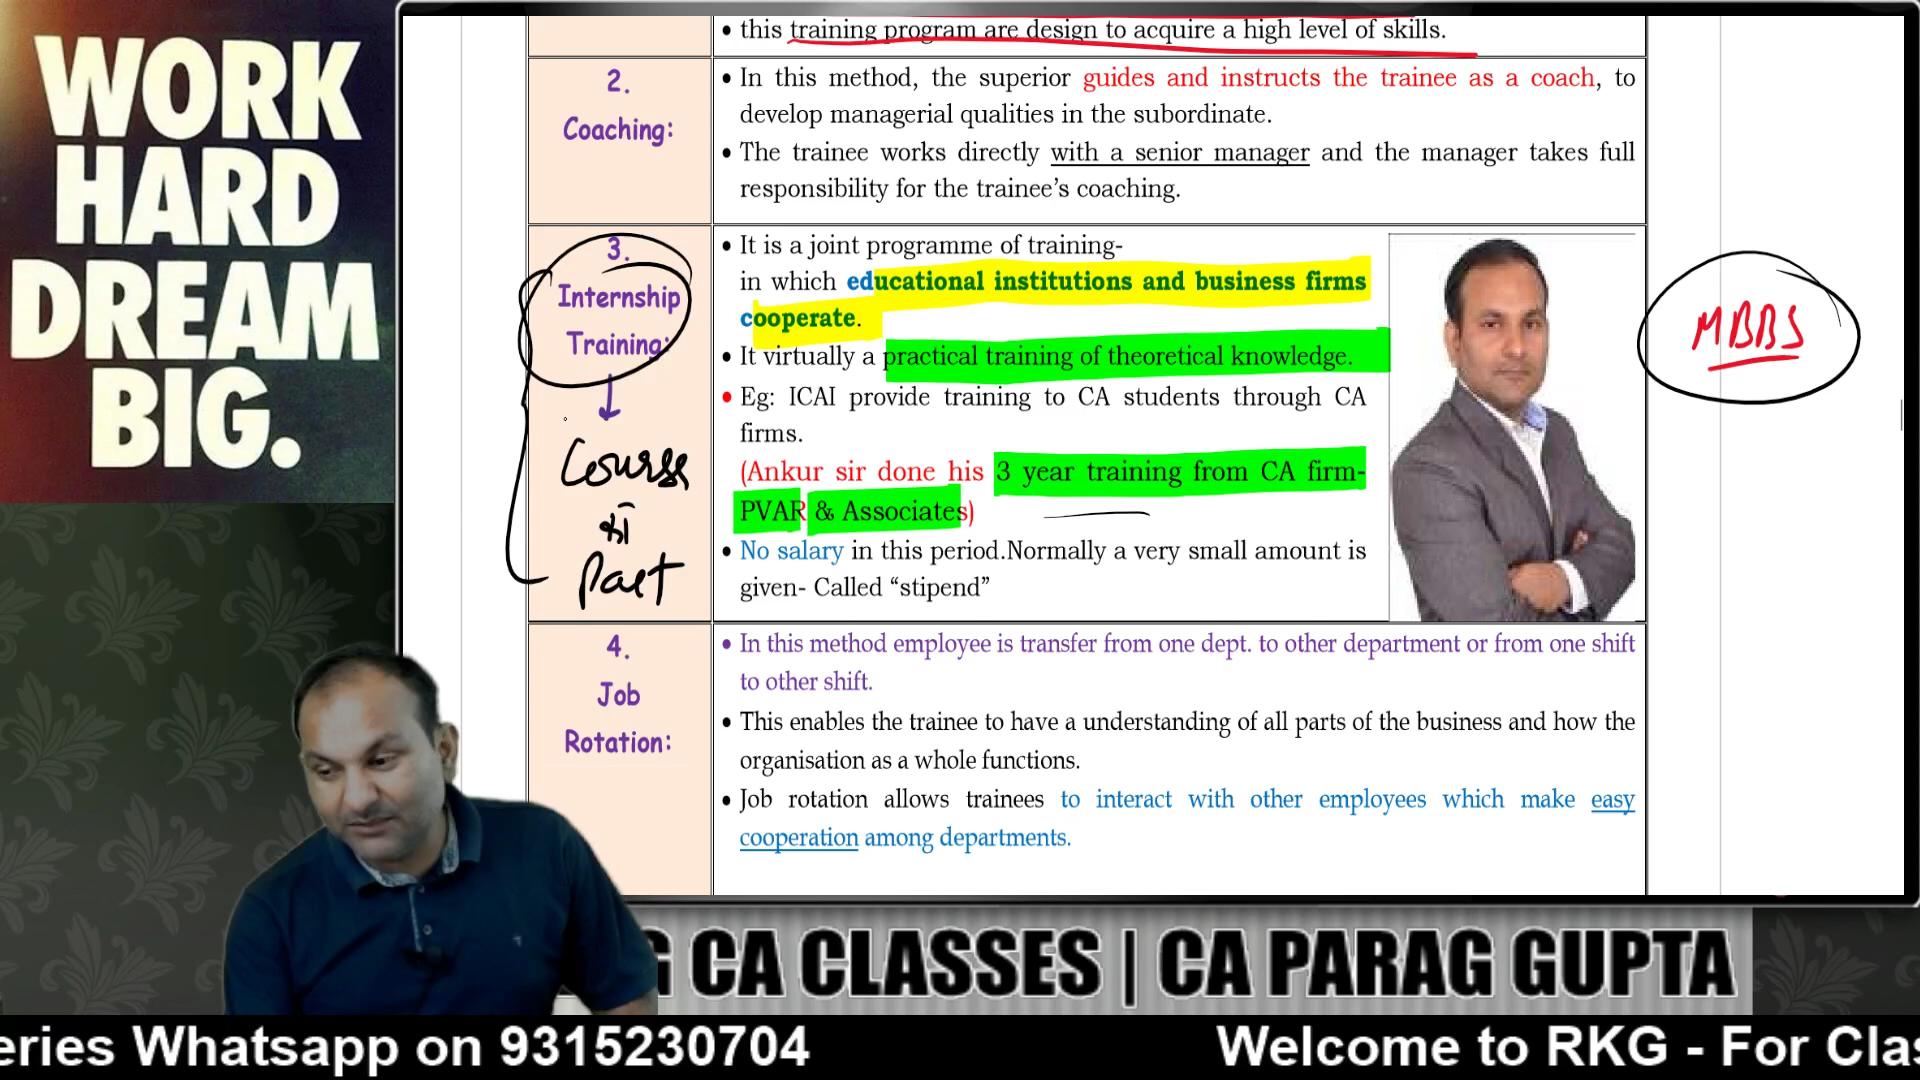 WORK
HARD
DREAM
BIG.
• this training program are design to acquire a high level of skills.
2.
Coaching:
• In this method, the superior guides and instructs the trainee as a coach, to
develop managerial qualities in the subordinate.
• The trainee works directly with a senior manager and the manager takes full
responsibility for the trainee’s coaching.
3.
Internship
Training:
Course
का
Part
• It is a joint programme of training-
in which educational institutions and business firms
cooperate.
• It virtually a practical training of theoretical knowledge.
• Eg: ICAI provide training to CA students through CA
firms.
(Ankur sir done his 3 year training from CA firm-
PVAR & Associates)
• No salary in this period.Normally a very small amount is
given- Called “stipend”
MBBS
4.
Job
Rotation:
• In this method employee is transfer from one dept. to other department or from one shift
to other shift.
• This enables the trainee to have a understanding of all parts of the business and how the
organisation as a whole functions.
• Job rotation allows trainees to interact with other employees which make easy
cooperation among departments.
G CA CLASSES | CA PARAG GUPTA
eries Whatsapp on 9315230704
Welcome to RKG - For Clas